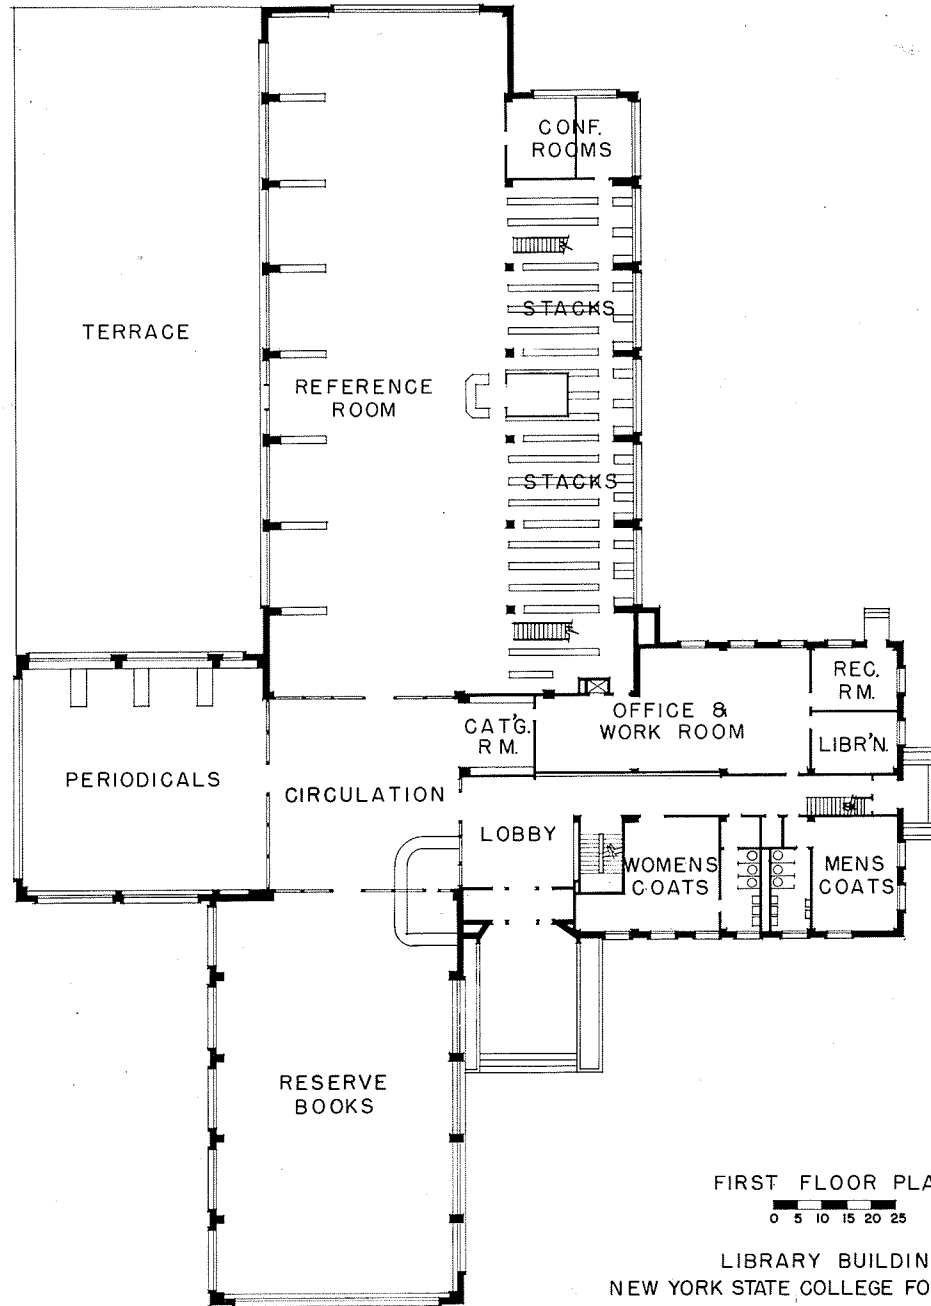 CONF.
ROOMS
STACKS
TERRACE
REFERENCE
ROOM
STACKS
REC.
RM.
OFFICE &
WORK ROOM
CAT'G.
RM.
LIBR'N.
PERIODICALS
CIRCULATION
LOBBY
WOMENS
COATS
MENS
COATS
RESERVE
BOOKS
FIRST FLOOR PLA
0 5 10 15 20 25
LIBRARY BUILDIN
NEW YORK STATE COLLEGE FO